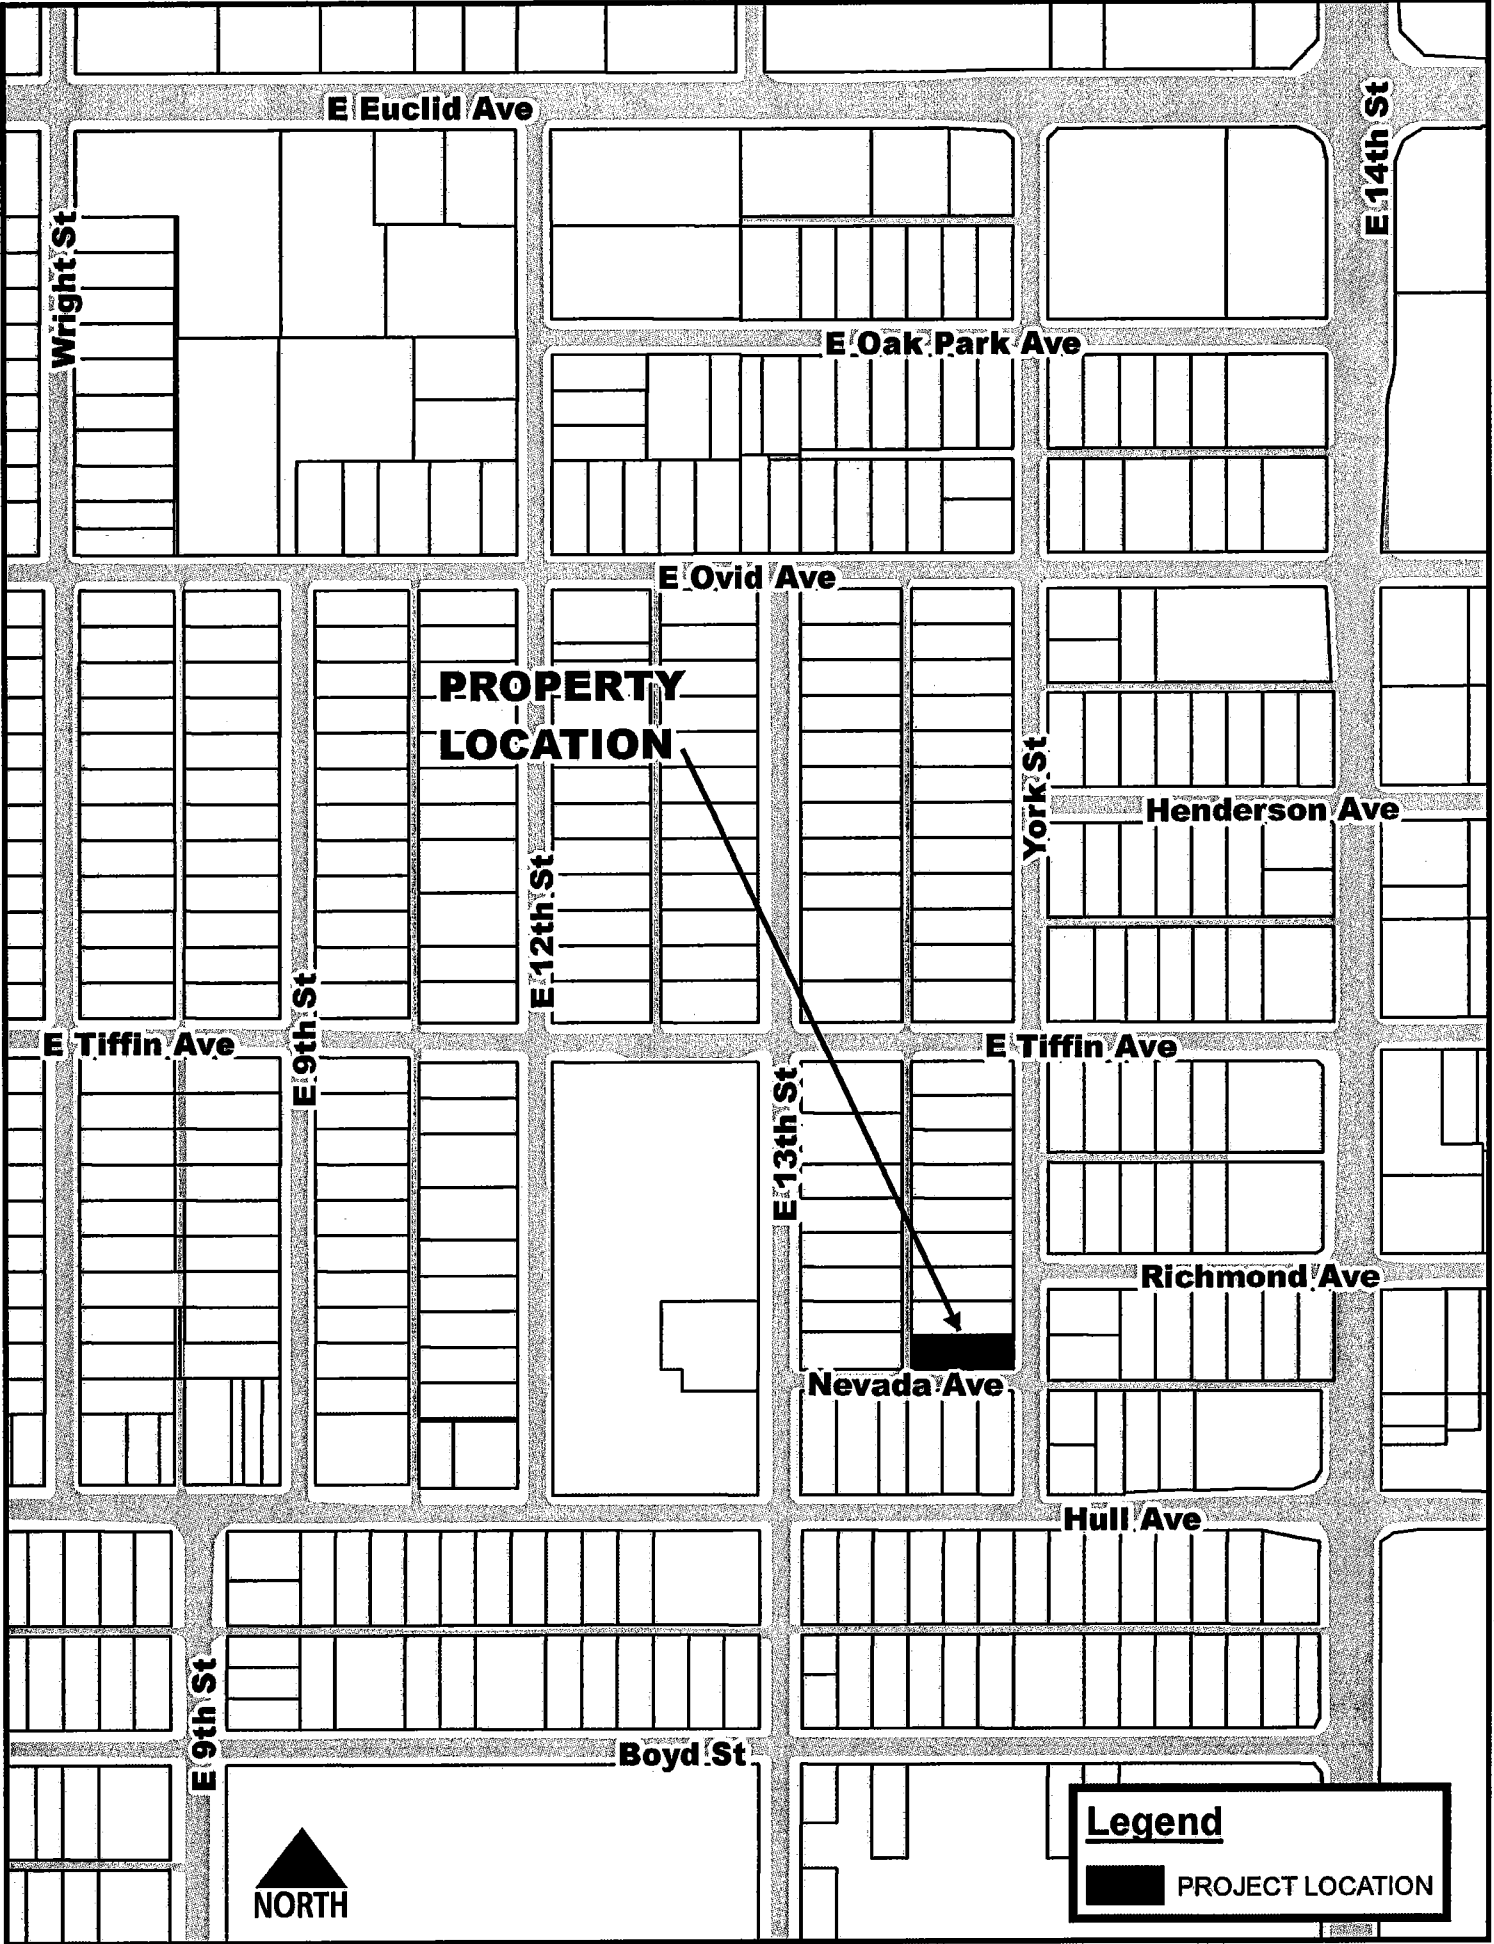 E Euclid Ave
E 14th St
Wright St
E Oak Park Ave
E Ovid Ave
PROPERTY
LOCATION
York St
Henderson Ave
E 12th St
E 9th St
E Tiffin Ave
E Tiffin Ave
E 13th St
Richmond Ave
Nevada Ave
Hull Ave
E 9th St
Boyd St
Legend
PROJECT LOCATION
NORTH